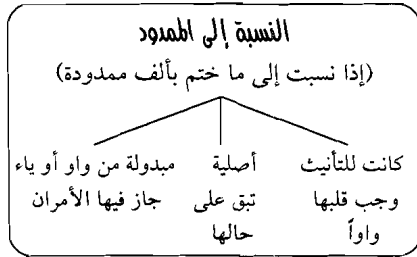 النسبة إلى الممدود
(إذا نسبت إلى ما ختم بألف ممدودة)
كانت للتأنيث
وجب قلبها
واواً
أصلية
تبق على
حالها
مبدولة من واو أو ياء
جاز فيها الأمران